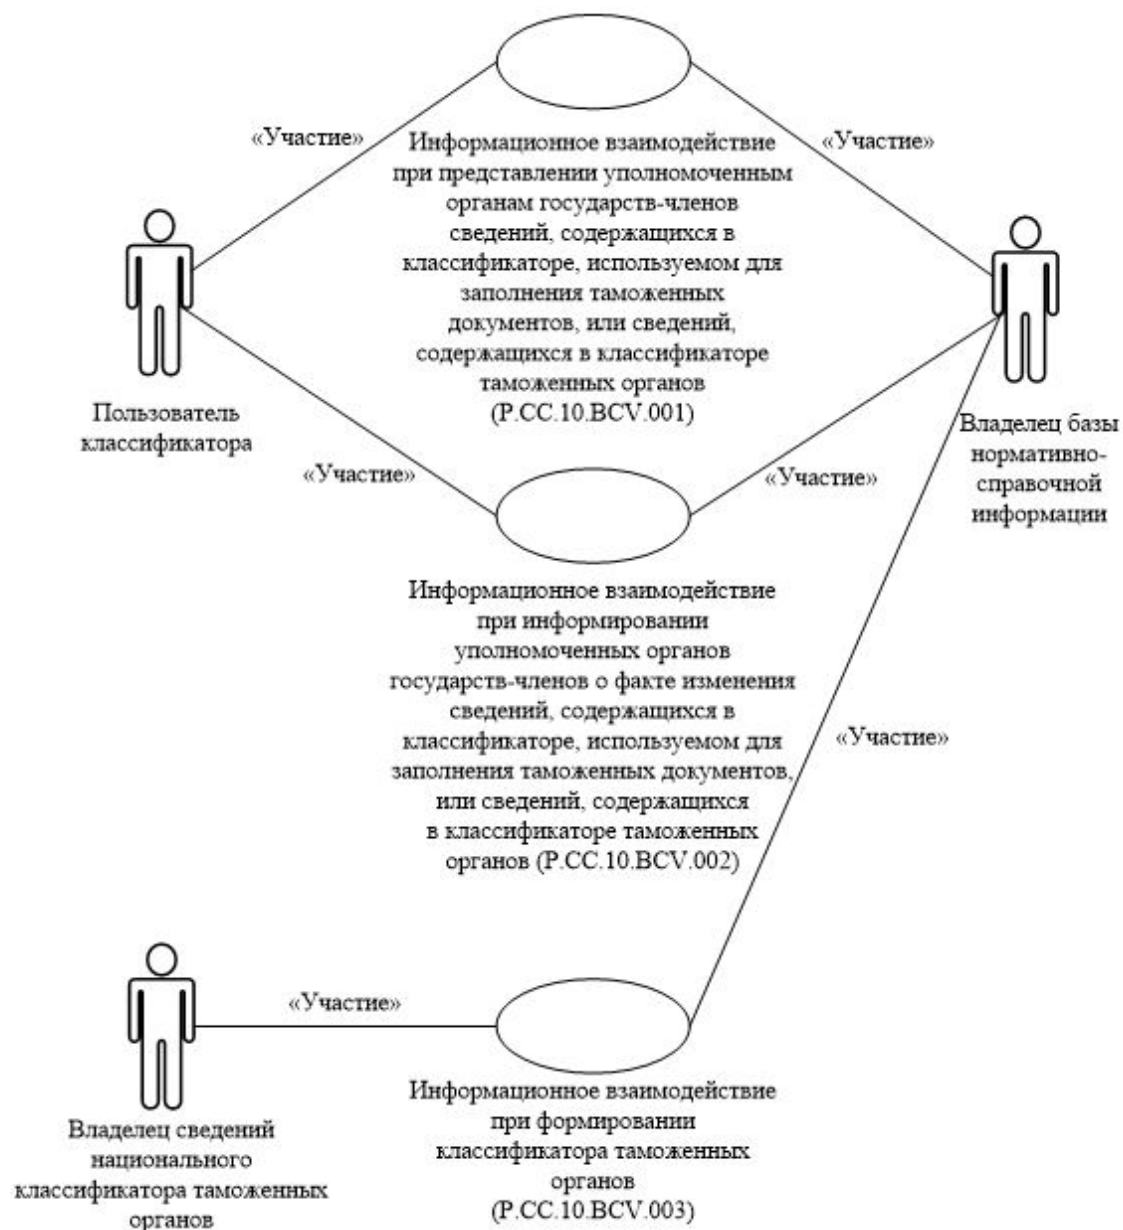 «Участие»
«Участие»
Информационное взаимодействие
при представлении уполномоченным
органам государств-членов
сведений, содержащихся в
классификаторе, используемом для
заполнения таможенных
документов, или сведений,
содержащихся в классификаторе
таможенных органов
(P.CC.10.BCV.001)
Пользователь
классификатора
Владелец базы
нормативно-
справочной
информации
«Участие»
«Участие»
Информационное взаимодействие
при информировании
уполномоченных органов
государств-членов о факте изменения
сведений, содержащихся в
классификаторе, используемом для
заполнения таможенных документов,
или сведений, содержащихся
в классификаторе таможенных
органов (P.CC.10.BCV.002)
«Участие»
«Участие»
Владелец сведений
национального
классификатора таможенных
органов
Информационное взаимодействие
при формировании
классификатора таможенных
органов
(P.CC.10.BCV.003)